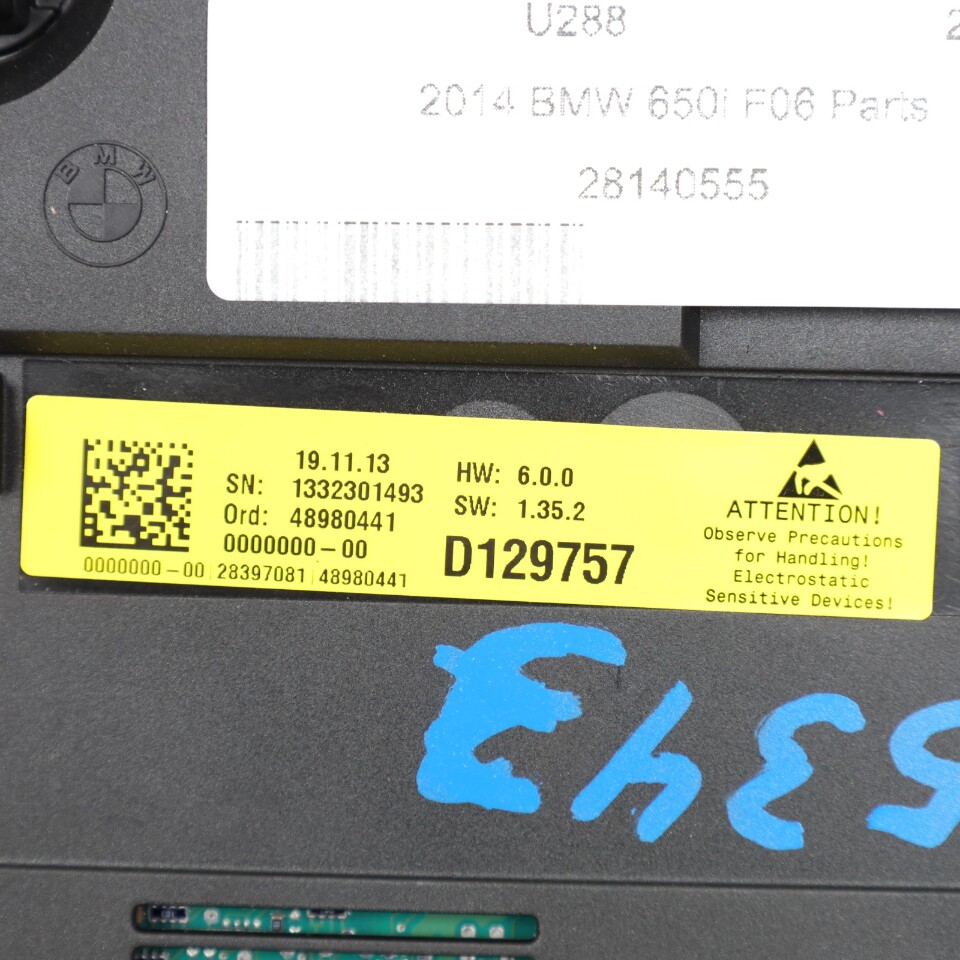 U288
2014 BMW 650i F06 Parts
28140555
BMW
19.11.13
SN: 1332301493
Ord: 48980441
0000000-00
0000000-00 28397081 48980441
HW: 6.0.0
SW: 1.35.2
D129757
ATTENTION!
Observe Precautions
for Handling!
Electrostatic
Sensitive Devices!